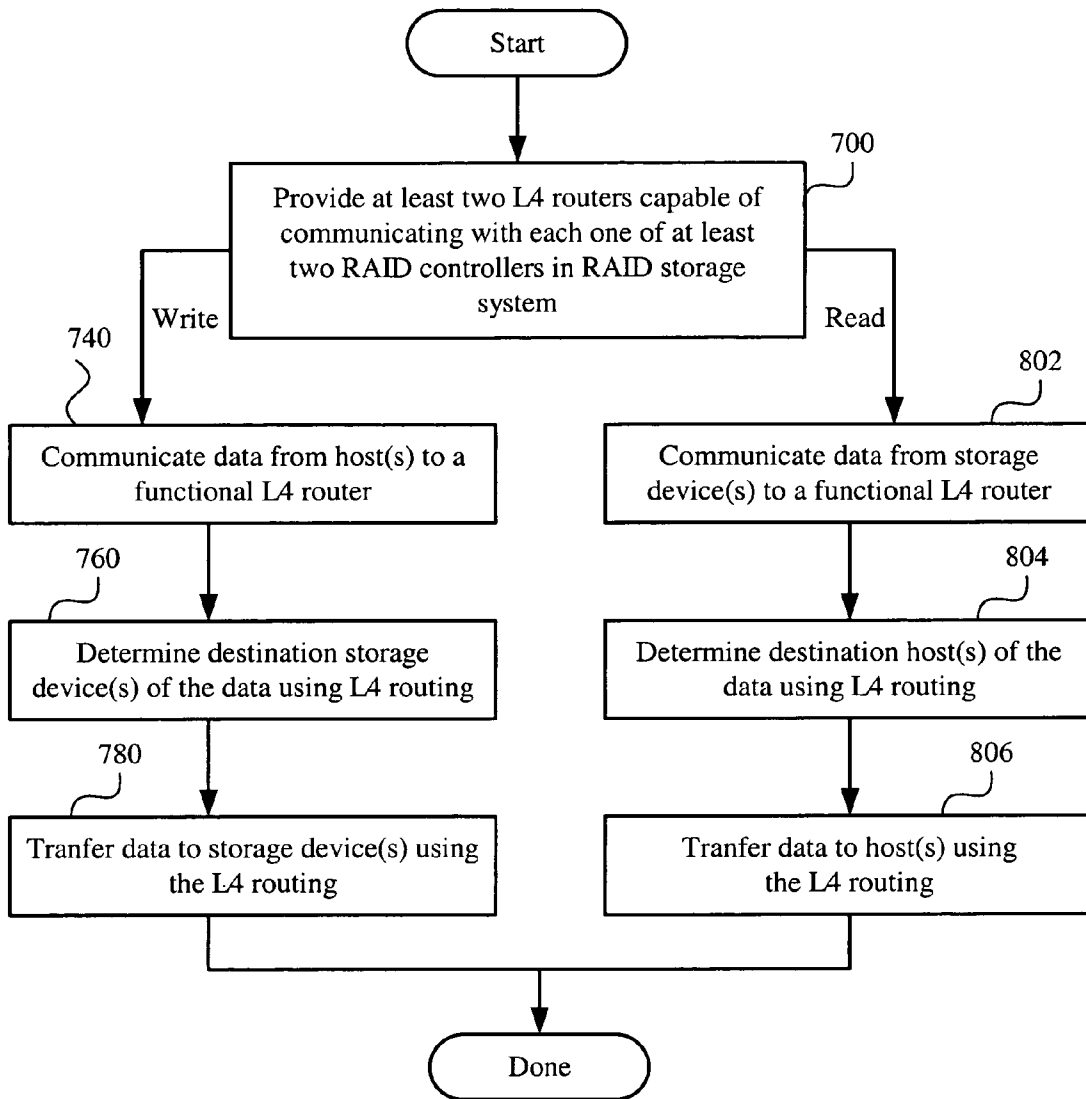 Start
700
Provide at least two L4 routers capable of
communicating with each one of at least
two RAID controllers in RAID storage
system
Write
Read
740
802
Communicate data from host(s) to a
functional L4 router
Communicate data from storage
device(s) to a functional L4 router
760
804
Determine destination storage
device(s) of the data using L4 routing
Determine destination host(s) of the
data using L4 routing
780
806
Tranfer data to storage device(s) using
the L4 routing
Tranfer data to host(s) using
the L4 routing
Done